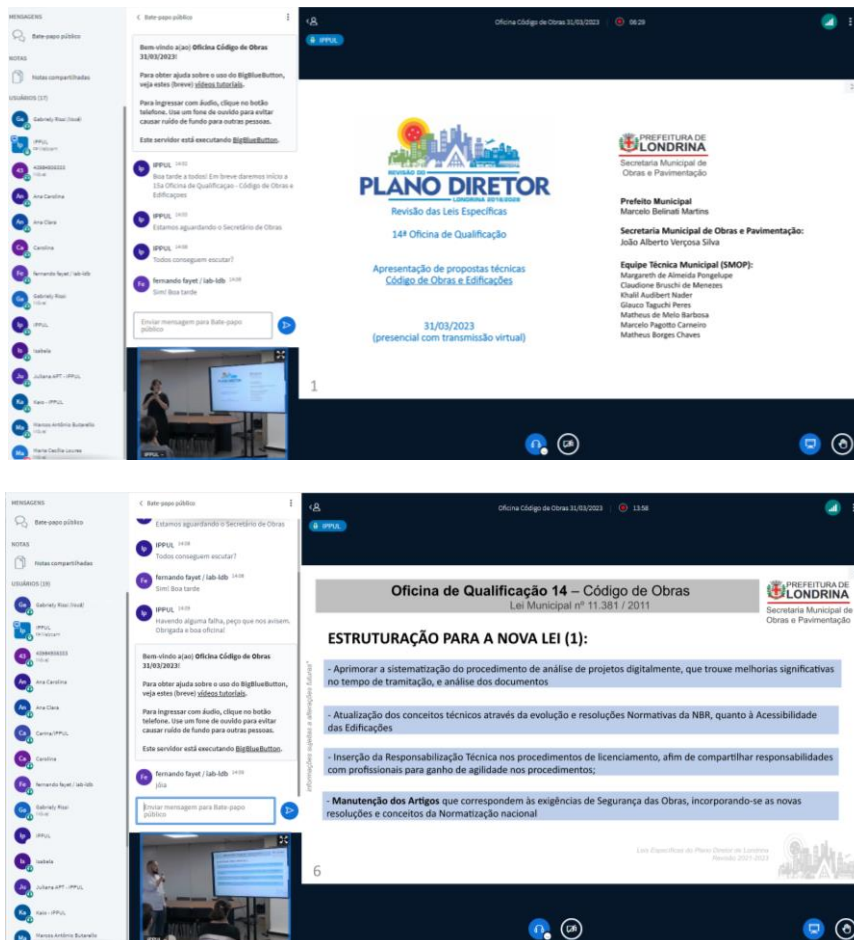 MENSAGENS
Bate-papo público
NOTAS
Notas compartilhadas
USUÁRIOS (17)
Gabriely Rissi (Você)
IPPUL
Ana Carolina
Ana Clara
Carolina
fernando fayet / lab-ldb
Gabriely Rissi
IPPUL
Isabela
Juliana APT - IPPUL
Kaio - IPPUL
Marcos Antônio Butarello
Maria Cecília Loures
Bate-papo público
Bem-vindo a(ao) Oficina Código de Obras
31/03/2023!
Para obter ajuda sobre o uso do BigBlueButton,
veja estes (breve) vídeos tutoriais.
Para ingressar com áudio, clique no botão
telefone. Use um fone de ouvido para evitar
causar ruído de fundo para outras pessoas.
Este servidor está executando BigBlueButton.
IPPUL
Boa tarde a todos! Em breve daremos início a
15a Oficina de Qualificaçao - Código de Obras e
Edificaçoes
IPPUL
Estamos aguardando o Secretário de Obras
IPPUL 14:08
Todos conseguem escutar?
fernando fayet / lab-ldb
Sim! Boa tarde
Enviar mensagem para Bate-papo
público
IPPUL
Oficina Código de Obras 31/03/2023
06:29
IPPUL
REVISÃO DO
PLANO DIRETOR
LONDRINA 2018/2028
Revisão das Leis Específicas
14ª Oficina de Qualificação
Apresentação de propostas técnicas
Código de Obras e Edificações
31/03/2023
(presencial com transmissão virtual)
1
PREFEITURA DE
LONDRINA
Secretaria Municipal de
Obras e Pavimentação
Prefeito Municipal
Marcelo Belinati Martins
Secretaria Municipal de Obras e Pavimentação:
João Alberto Verçosa Silva
Equipe Técnica Municipal (SMOP):
Margareth de Almeida Pongelupe
Claudione Bruschi de Menezes
Khalil Audibert Nader
Glauco Taguchi Peres
Matheus de Melo Barbosa
Marcelo Pagotto Carneiro
Matheus Borges Chaves
MENSAGENS
Bate-papo público
NOTAS
Notas compartilhadas
USUÁRIOS (19)
Gabriely Rissi (Você)
IPPUL
Ana Carolina
Ana Clara
Carina/IPPUL
Carolina
fernando fayet / lab-ldb
Gabriely Rissi
IPPUL
Isabela
Juliana APT - IPPUL
Kaio - IPPUL
Marcos Antônio Butarello
Bate-papo público
Estamos aguardando o Secretário de Obras
IPPUL 14:08
Todos conseguem escutar?
fernando fayet / lab-ldb
Sim! Boa tarde
IPPUL
Havendo alguma falha, peço que nos avisem.
Obrigada e boa oficina!
Bem-vindo a(ao) Oficina Código de Obras
31/03/2023!
Para obter ajuda sobre o uso do BigBlueButton,
veja estes (breve) vídeos tutoriais.
Para ingressar com áudio, clique no botão
telefone. Use um fone de ouvido para evitar
causar ruído de fundo para outras pessoas.
Este servidor está executando BigBlueButton.
fernando fayet / lab-ldb
jóia
Enviar mensagem para Bate-papo
público
IPPUL
Oficina Código de Obras 31/03/2023
13:58
IPPUL
Oficina de Qualificação 14 – Código de Obras
Lei Municipal nº 11.381 / 2011
PREFEITURA DE
LONDRINA
Secretaria Municipal de
Obras e Pavimentação
ESTRUTURAÇÃO PARA A NOVA LEI (1):
- Aprimorar a sistematização do procedimento de análise de projetos digitalmente, que trouxe melhorias significativas
no tempo de tramitação, e análise dos documentos
- Atualização dos conceitos técnicos através da evolução e resoluções Normativas da NBR, quanto à Acessibilidade
das Edificações
- Inserção da Responsabilização Técnica nos procedimentos de licenciamento, afim de compartilhar responsabilidades
com profissionais para ganho de agilidade nos procedimentos;
- Manutenção dos Artigos que correspondem às exigências de Segurança das Obras, incorporando-se as novas
resoluções e conceitos da Normatização nacional
Informações sujeitas a alterações futuras*
Leis Específicas do Plano Diretor de Londrina
Revisão 2021-2023
6